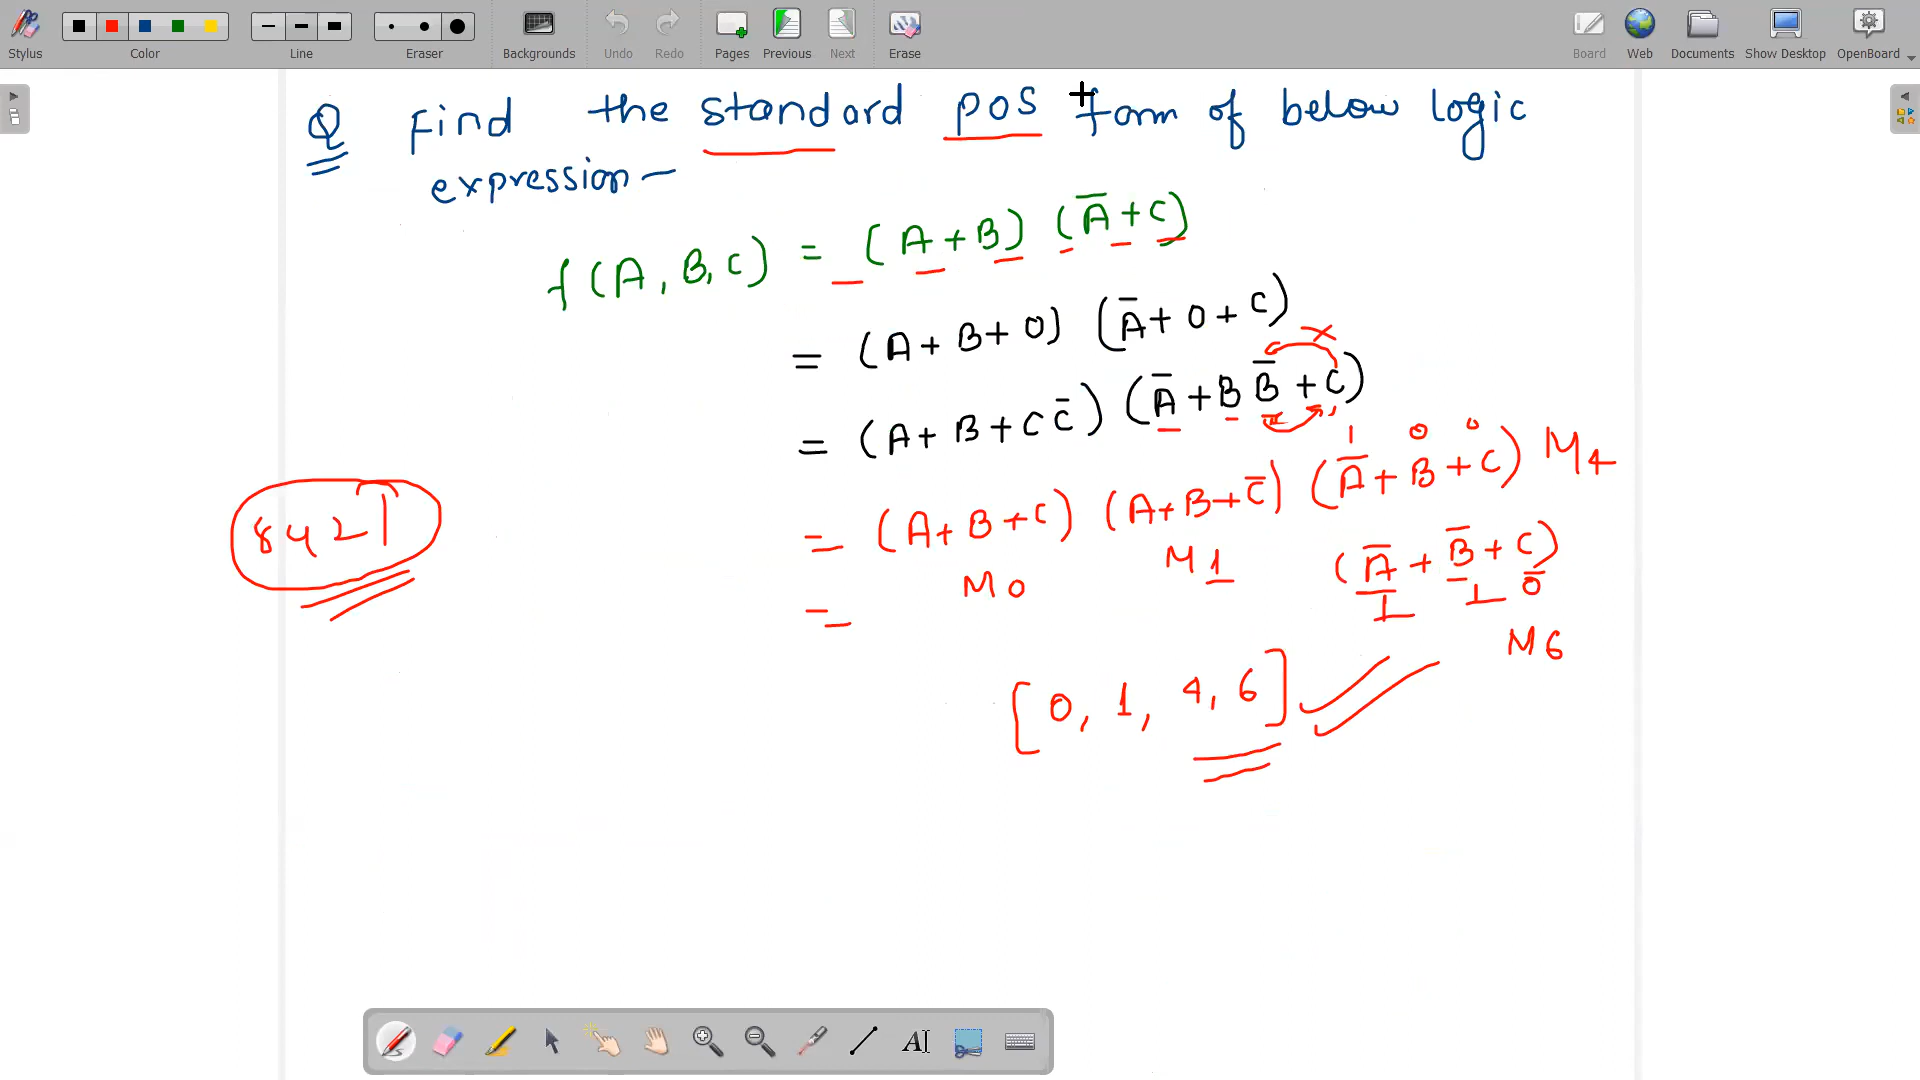 Stylus Color Line Eraser Backgrounds Undo Redo Pages Previous Next Erase Board Web Documents Show Desktop OpenBoard
Q Find the standard POS form of below logic
expression-
f(A, B, C) = (A+B) (A̅+C)
= (A+B+0) (A̅+0+C)
= (A+B+CC̅) (A̅+BB̅+C)
1 0 0
= (A+B+C) (A+B+C̅) (A̅+B+C) M4
8421
M0 M1 (A̅+B̅+C)
1 1 0
=
M6
[0, 1, 4, 6]
AI